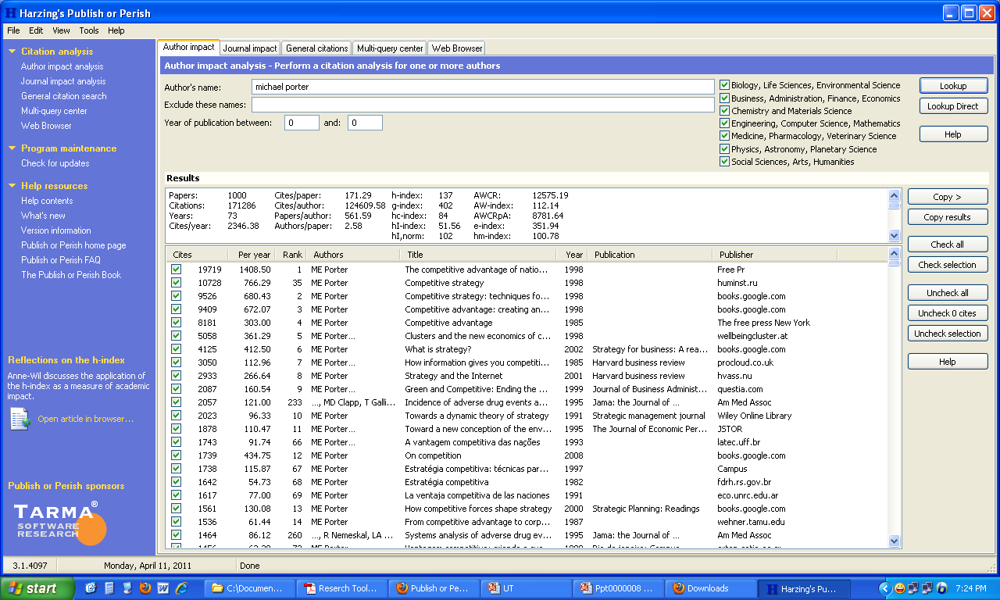 Harzing's Publish or Perish
File Edit View Tools Help
Citation analysis
Author impact analysis
Journal impact analysis
General citation search
Multi-query center
Web Browser
Program maintenance
Check for updates
Help resources
Help contents
What's new
Version information
Publish or Perish home page
Publish or Perish FAQ
The Publish or Perish Book
Reflections on the h-index
Anne-Wil discusses the application of
the h-index as a measure of academic
impact.
Open article in browser...
Publish or Perish sponsors
TARMA®
SOFTWARE
RESEARCH
Author impact Journal impact General citations Multi-query center Web Browser
Author impact analysis - Perform a citation analysis for one or more authors
Author's name: michael porter
Exclude these names:
Year of publication between: 0 and: 0
Biology, Life Sciences, Environmental Science
Business, Administration, Finance, Economics
Chemistry and Materials Science
Engineering, Computer Science, Mathematics
Medicine, Pharmacology, Veterinary Science
Physics, Astronomy, Planetary Science
Social Sciences, Arts, Humanities
Lookup
Lookup Direct
Help
Results
Papers: 1000 Cites/paper: 171.29 h-index: 137 AWCR: 12575.19
Citations: 171286 Cites/author: 124609.58 g-index: 402 AW-index: 112.14
Years: 73 Papers/author: 561.59 hc-index: 84 AWCRpA: 8781.64
Cites/year: 2346.38 Authors/paper: 2.58 hI-index: 51.56 e-index: 351.94
hI,norm: 102 hm-index: 100.78
Copy >
Copy results
Check all
Check selection
Uncheck all
Uncheck 0 cites
Uncheck selection
Help
Cites Per year Rank Authors Title Year Publication Publisher
19719 1408.50 1 ME Porter The competitive advantage of natio... 1998 Free Pr
10728 766.29 35 ME Porter Competitive strategy 1998 huminst.ru
9526 680.43 2 ME Porter Competitive strategy: techniques fo... 1998 books.google.com
9409 672.07 3 ME Porter Competitive advantage: creating an... 1998 books.google.com
8181 303.00 4 ME Porter Competitive advantage 1985 The free press New York
5058 361.29 5 ME Porter... Clusters and the new economics of c... 1998 wellbeingcluster.at
4125 412.50 6 ME Porter What is strategy? 2002 Strategy for business: A rea... books.google.com
3050 112.96 7 ME Porter... How information gives you competiti... 1985 Harvard business review procloud.co.uk
2933 266.64 8 ME Porter Strategy and the Internet 2001 Harvard business review hvass.nu
2087 160.54 9 ME Porter... Green and Competitive: Ending the ... 1999 Journal of Business Administ... questia.com
2057 121.00 233 ..., MD Clapp, T Galli... Incidence of adverse drug events a... 1995 Jama: the Journal of ... Am Med Assoc
2023 96.33 10 ME Porter Towards a dynamic theory of strategy 1991 Strategic management journal Wiley Online Library
1878 110.47 11 ME Porter... Toward a new conception of the env... 1995 The Journal of Economic Per... JSTOR
1743 91.74 66 ME Porter... A vantagem competitiva das nações 1993 latec.uff.br
1739 434.75 12 ME Porter On competition 2008 books.google.com
1738 115.87 67 ME Porter Estratégia competitiva: técnicas par... 1997 Campus
1642 54.73 68 ME Porter Estratégia competitiva 1982 fdrh.rs.gov.br
1617 77.00 69 ME Porter La ventaja competitiva de las naciones 1991 eco.unrc.edu.ar
1561 130.08 13 ME Porter How competitive forces shape strategy 2000 Strategic Planning: Readings books.google.com
1536 61.44 14 ME Porter From competitive advantage to corp... 1987 wehner.tamu.edu
1464 86.12 260 ..., R Nemeskal, LA ... Systems analysis of adverse drug ev... 1995 Jama: the Journal of ... Am Med Assoc
3.1.4097 Monday, April 11, 2011 Done
start C:\Documen... Reserch Tool... Publish or Pe... UT Ppt0000008 ... Downloads Harzing's Pu... 7:24 PM